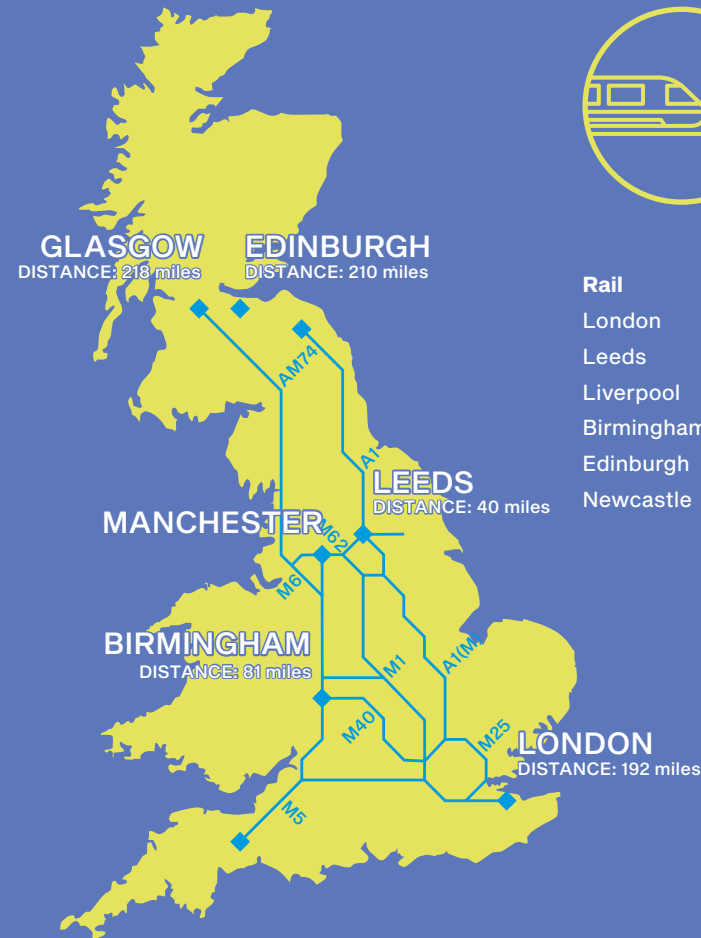 GLASGOW
DISTANCE: 218 miles
EDINBURGH
DISTANCE: 210 miles
Rail
London
Leeds
Liverpool
Birmingham
Edinburgh
Newcastle
AM74
A1
LEEDS
DISTANCE: 40 miles
MANCHESTER
M62
M6
BIRMINGHAM
DISTANCE: 81 miles
M1
A1(M)
M40
M25
LONDON
DISTANCE: 192 miles
M5